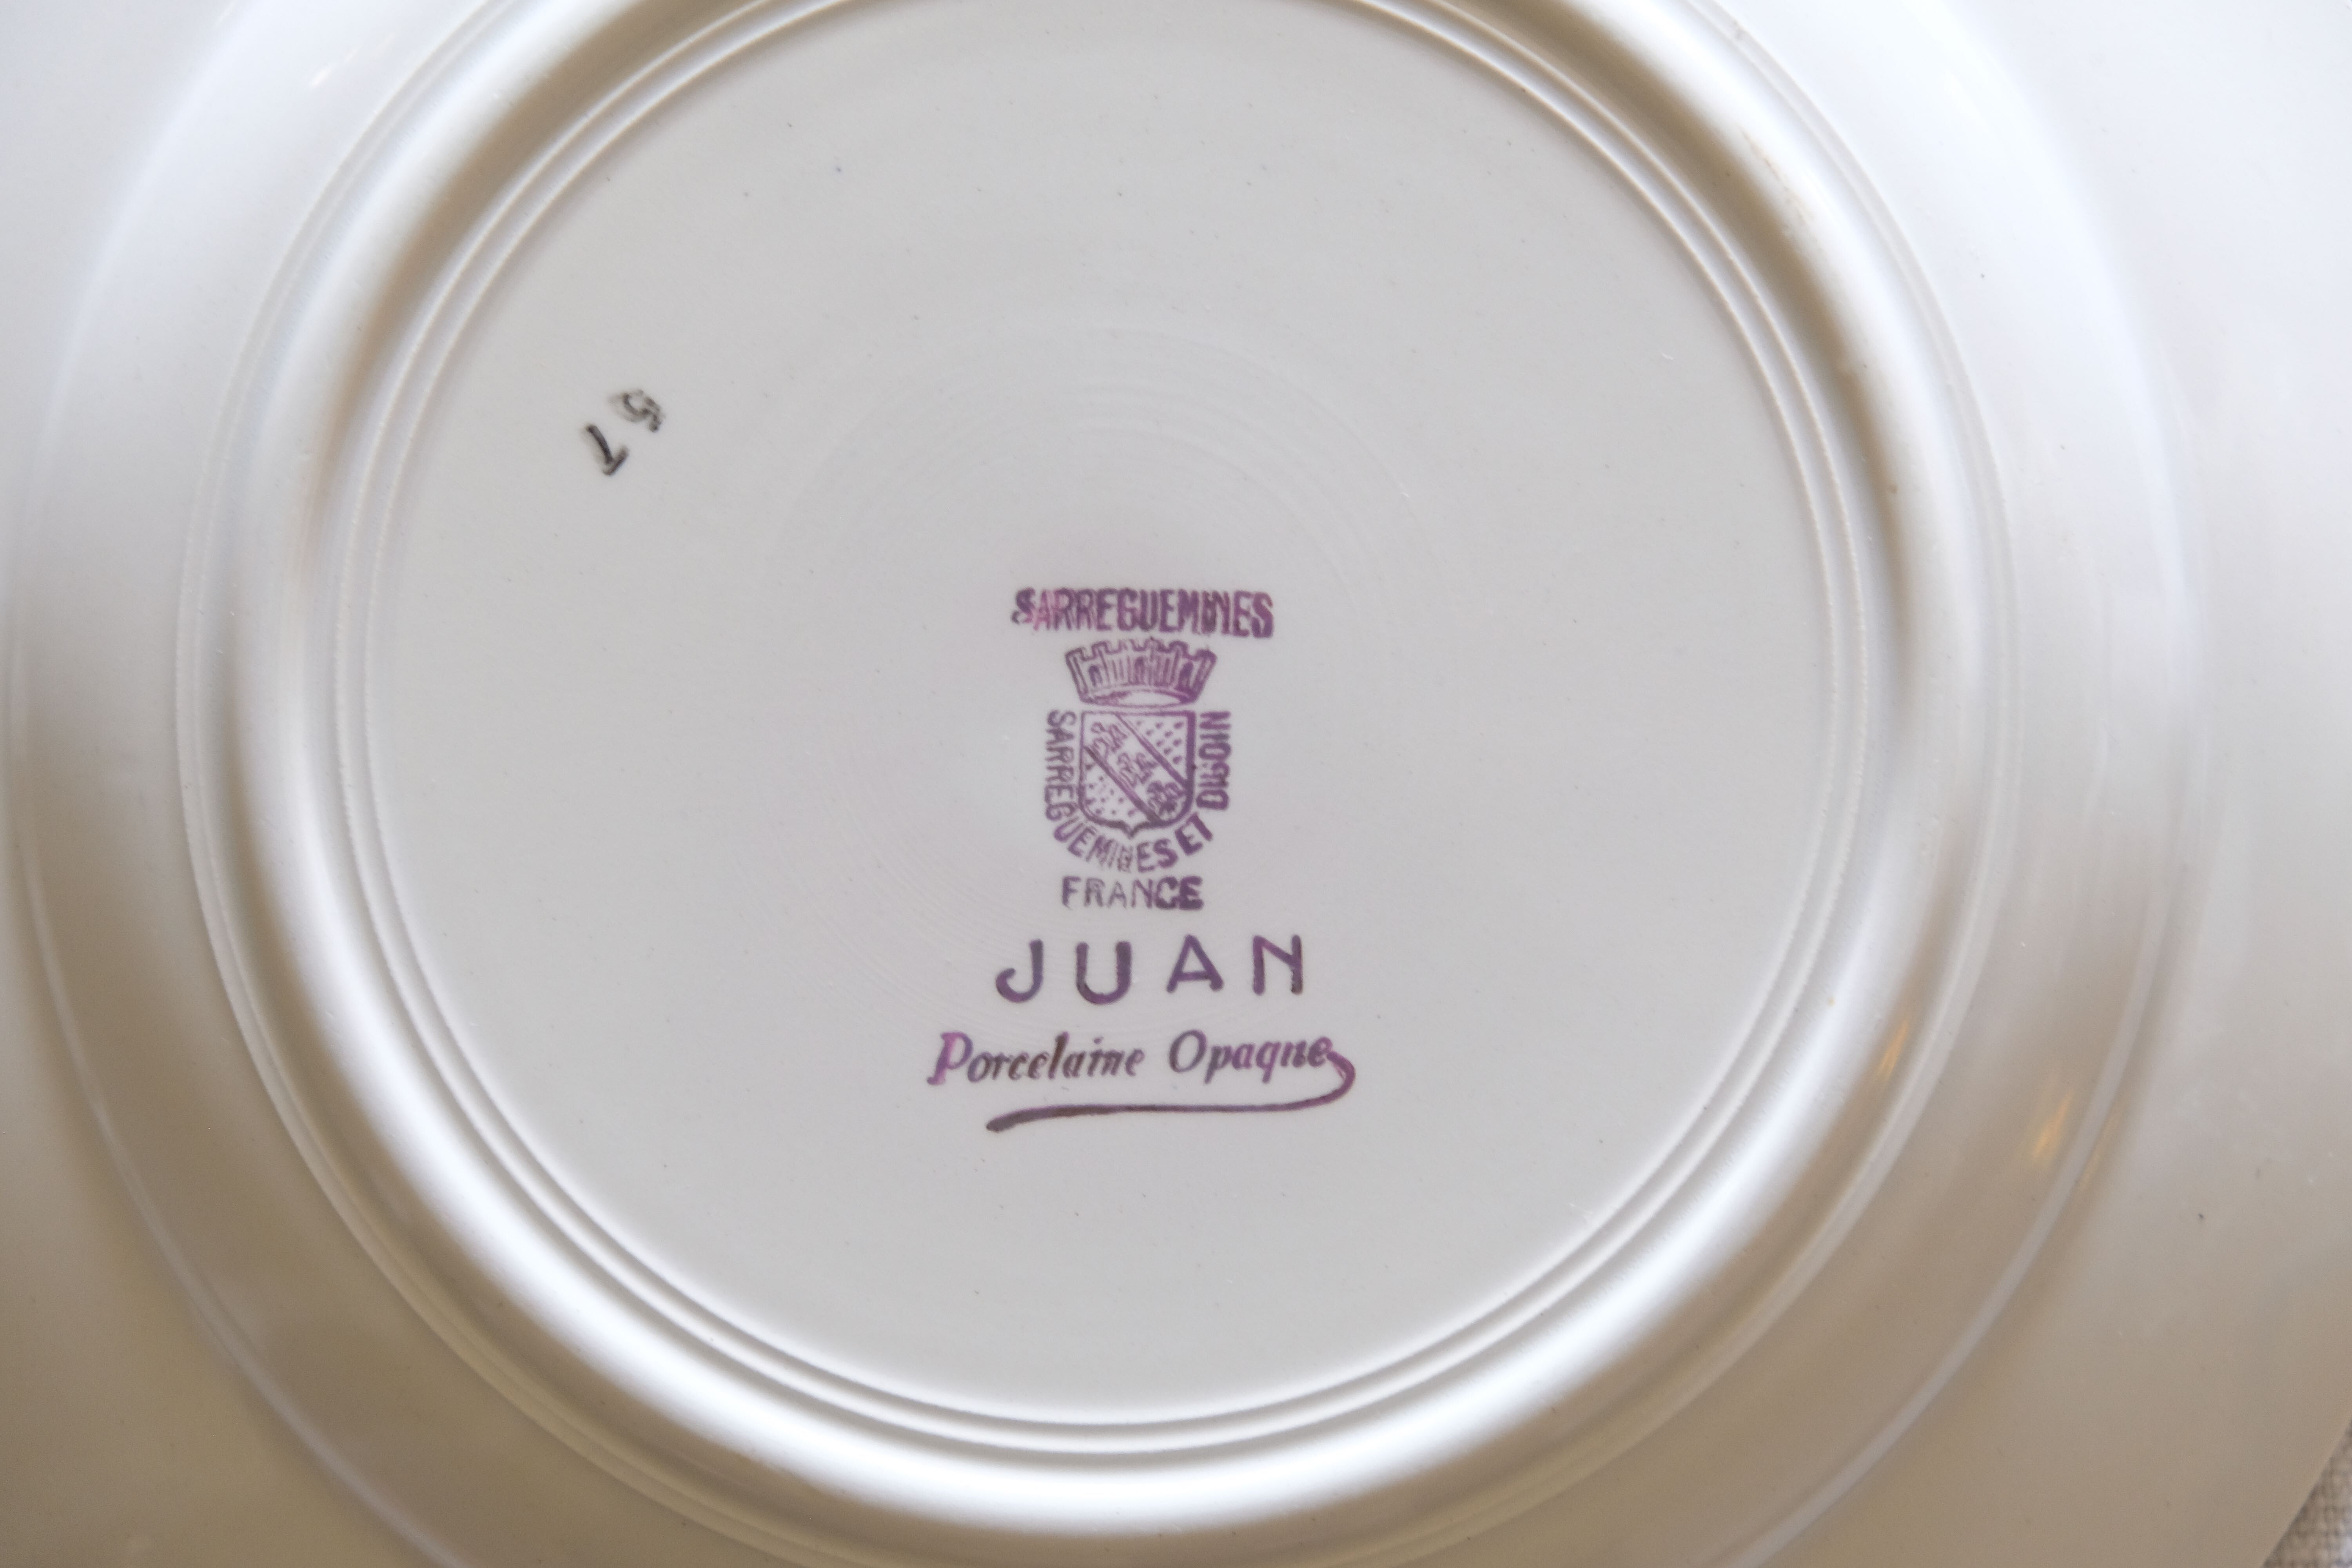 57
SARREGUEMINES
SARREGUEMINES ET DIGOIN
FRANCE
JUAN
Porcelaine Opaque